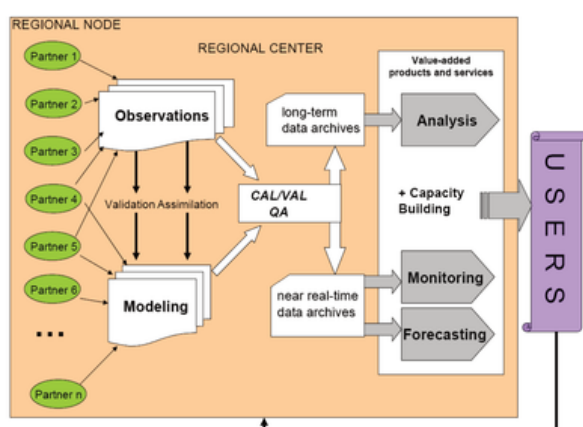 REGIONAL NODE
REGIONAL CENTER
Partner 1
Partner 2
Partner 3
Partner 4
Partner 5
Partner 6
...
Partner n
Observations
Validation Assimilation
Modeling
CAL/VAL
QA
long-term
data archives
near real-time
data archives
Value-added
products and services
Analysis
+ Capacity
Building
Monitoring
Forecasting
USERS